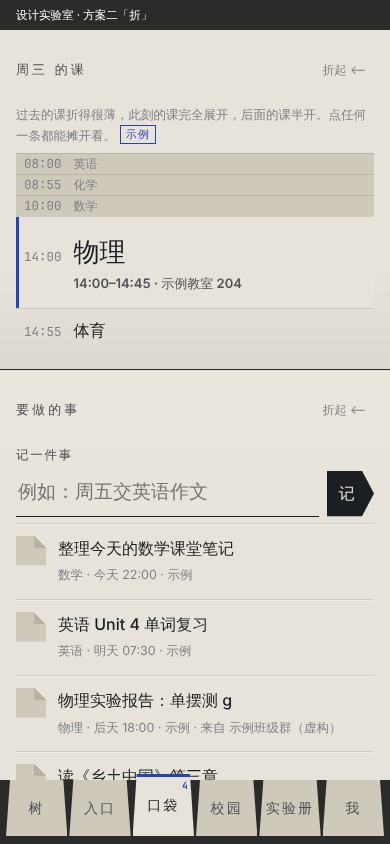 设计实验室 · 方案二「折」
周三 的课
折起 ←
过去的课折得很薄，此刻的课完全展开，后面的课半开。点任何
一条都能摊开看。 示例
08:00 英语
08:55 化学
10:00 数学
14:00 物理
14:00–14:45 · 示例教室 204
14:55 体育
要做的事
折起 ←
记一件事
例如：周五交英语作文
记
整理今天的数学课堂笔记
数学 · 今天 22:00 · 示例
英语 Unit 4 单词复习
英语 · 明天 07:30 · 示例
物理实验报告：单摆测 g
物理 · 后天 18:00 · 示例 · 来自 示例班级群（虚构）
读《乡土中国》第三章
4
树 入口 口袋 校园 实验册 我